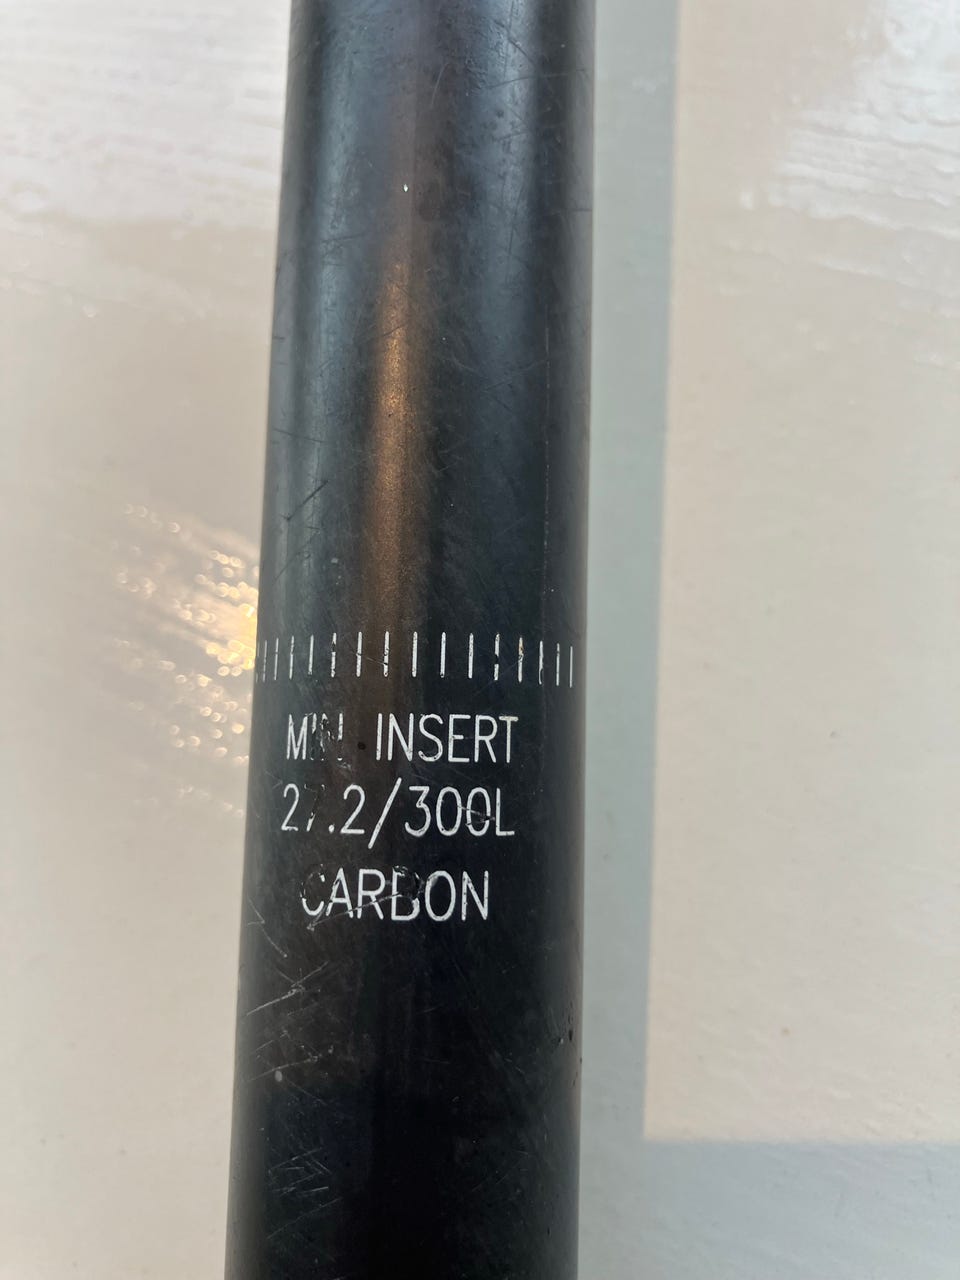 MIN INSERT
27.2/300L
CARBON